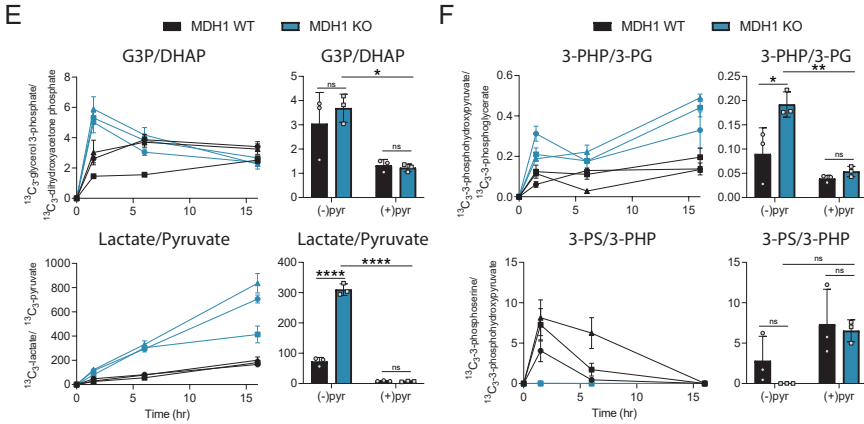 E
MDH1 WT MDH1 KO
G3P/DHAP
¹³C₃-glycerol 3-phosphate/
¹³C₃-dihydroxyacetone phosphate
8
6
4
2
0
0 5 10 15
G3P/DHAP
5
4
3
2
1
0
ns
*
ns
(-)pyr (+)pyr
Lactate/Pyruvate
¹³C₃-lactate/ ¹³C₃-pyruvate
1000
800
600
400
200
0
0 5 10 15
Time (hr)
Lactate/Pyruvate
400
300
200
100
0
****
****
ns
(-)pyr (+)pyr
F
MDH1 WT MDH1 KO
3-PHP/3-PG
¹³C₃-3-phosphohydroxypyruvate/
¹³C₃-3-phosphoglycerate
0.6
0.4
0.2
0.0
0 5 10 15
3-PHP/3-PG
0.25
0.20
0.15
0.10
0.05
0.00
*
**
ns
(-)pyr (+)pyr
3-PS/3-PHP
¹³C₃-3-phosphoserine/
¹³C₃-3-phosphohydroxypyruvate
15
10
5
0
0 5 10 15
Time (hr)
3-PS/3-PHP
15
10
5
0
ns
ns
ns
(-)pyr (+)pyr